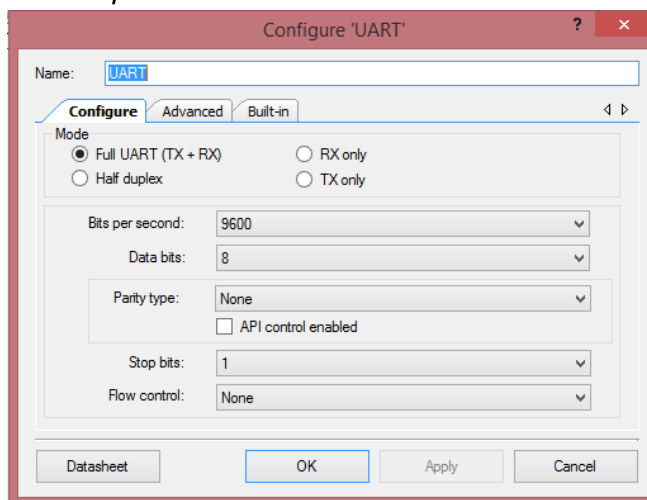 Configure 'UART'
?
×
Name: UART
Configure Advanced Built-in
Mode
Full UART (TX + RX) RX only
Half duplex TX only
Bits per second: 9600
Data bits: 8
Parity type: None
API control enabled
Stop bits: 1
Flow control: None
Datasheet OK Apply Cancel